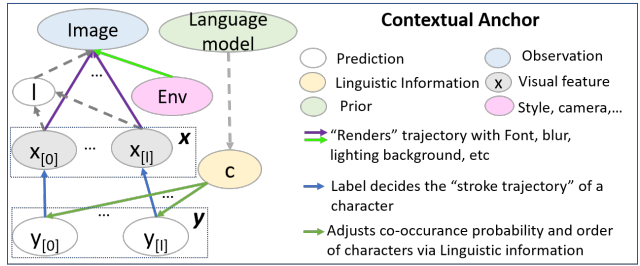 Contextual Anchor
Image
Language
model
...
l
Env
x[0]
...
x[l]
x
c
...
y
y[0]
...
y[l]
Prediction
Observation
Linguistic Information
x
Visual feature
Prior
Style, camera,...
"Renders" trajectory with Font, blur,
lighting background, etc
Label decides the "stroke trajectory" of a
character
Adjusts co-occurance probability and order
of characters via Linguistic information